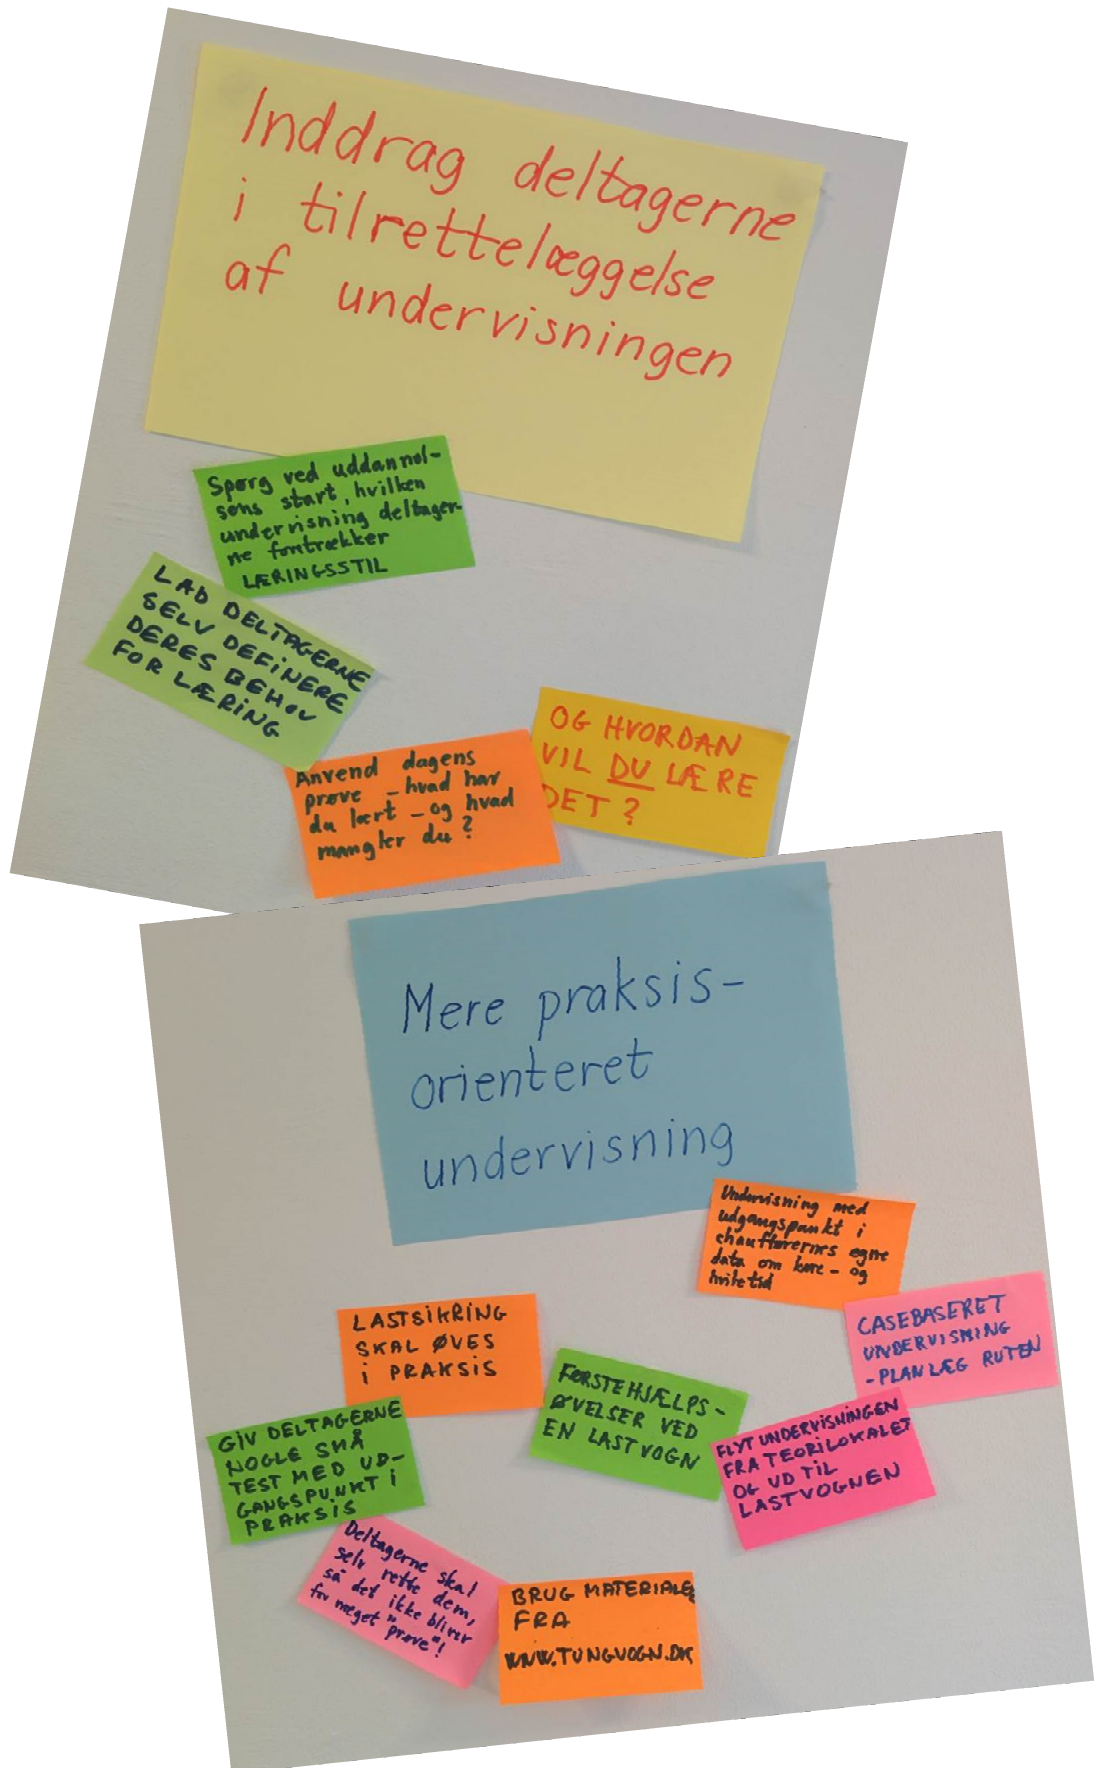 Inddrag deltagerne
i tilrettelæggelse
af undervisningen
Spørg ved uddannel-
sens start, hvilken
undervisning deltager-
ne foretrækker
LÆRINGSSTIL
LAD DELTAGERNE
SELV DEFINERE
DERES BEHOV
FOR LÆRING
Anvend dagens
prøve - hvad har
du lært - og hvad
mangler du?
OG HVORDAN
VIL DU LÆRE
DET?
Mere praksis-
orienteret
undervisning
Undervisning med
udgangspunkt i
chaufførernes egne
data om køre- og
hviletid
CASEBASERET
UNDERVISNING
- PLANLÆG RUTEN
LASTSIKRING
SKAL ØVES
I PRAKSIS
FØRSTEHJÆLPS-
ØVELSER VED
EN LASTVOGN
FLYT UNDERVISNINGEN
FRA TEORILOKALET
OG UD TIL
LASTVOGNEN
GIV DELTAGERNE
NOGLE SMÅ
TEST MED UD-
GANGSPUNKT I
PRAKSIS
Deltagerne skal
selv rette dem,
så det ikke bliver
for meget "prøve"!
BRUG MATERIALE
FRA
WWW.TUNGVOGN.DK